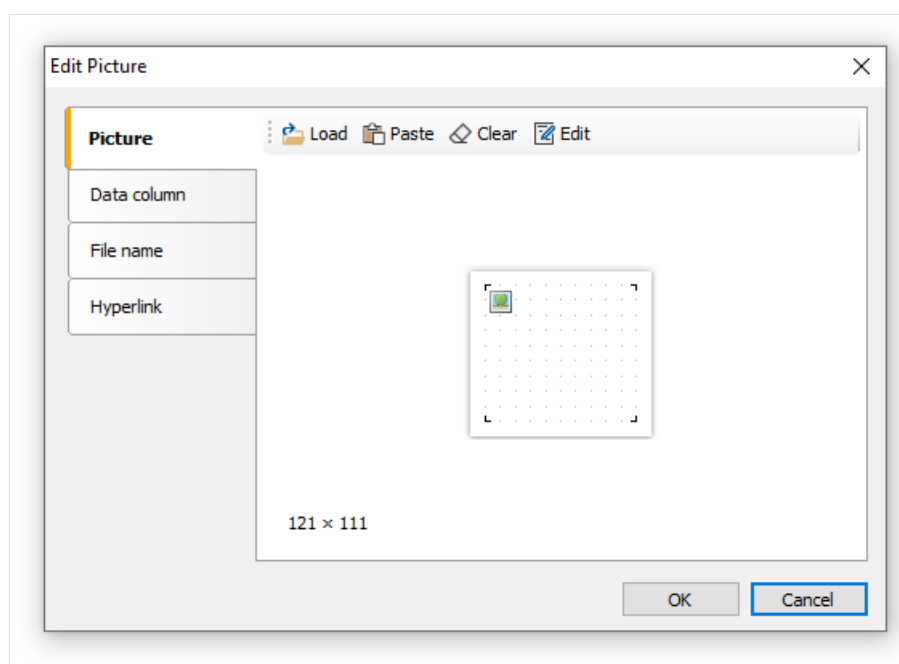 Edit Picture
Picture
Load Paste Clear Edit
Data column
File name
Hyperlink
121 × 111
OK Cancel